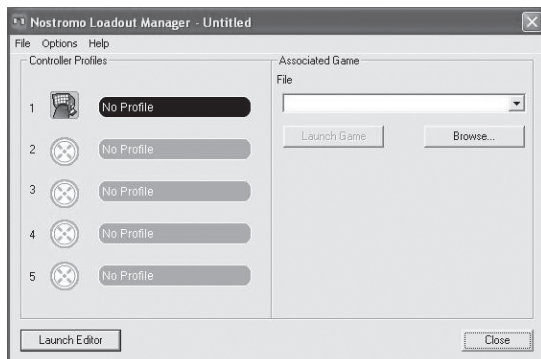 Nostromo Loadout Manager - Untitled
File Options Help
Controller Profiles
1 No Profile
2 No Profile
3 No Profile
4 No Profile
5 No Profile
Associated Game
File
Launch Game Browse...
Launch Editor Close